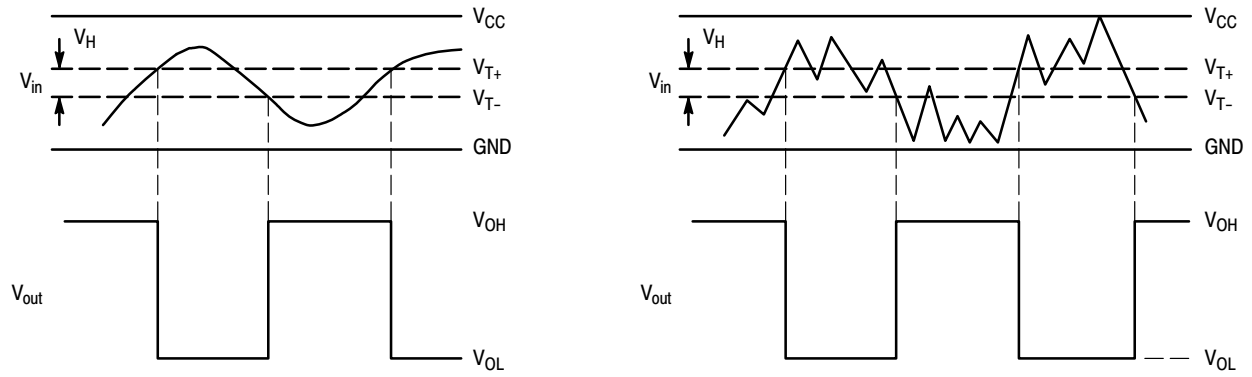 V_CC
V_H
V_in
V_T+
V_T−
GND
V_OH
V_out
V_OL
V_CC
V_H
V_in
V_T+
V_T−
GND
V_OH
V_out
V_OL